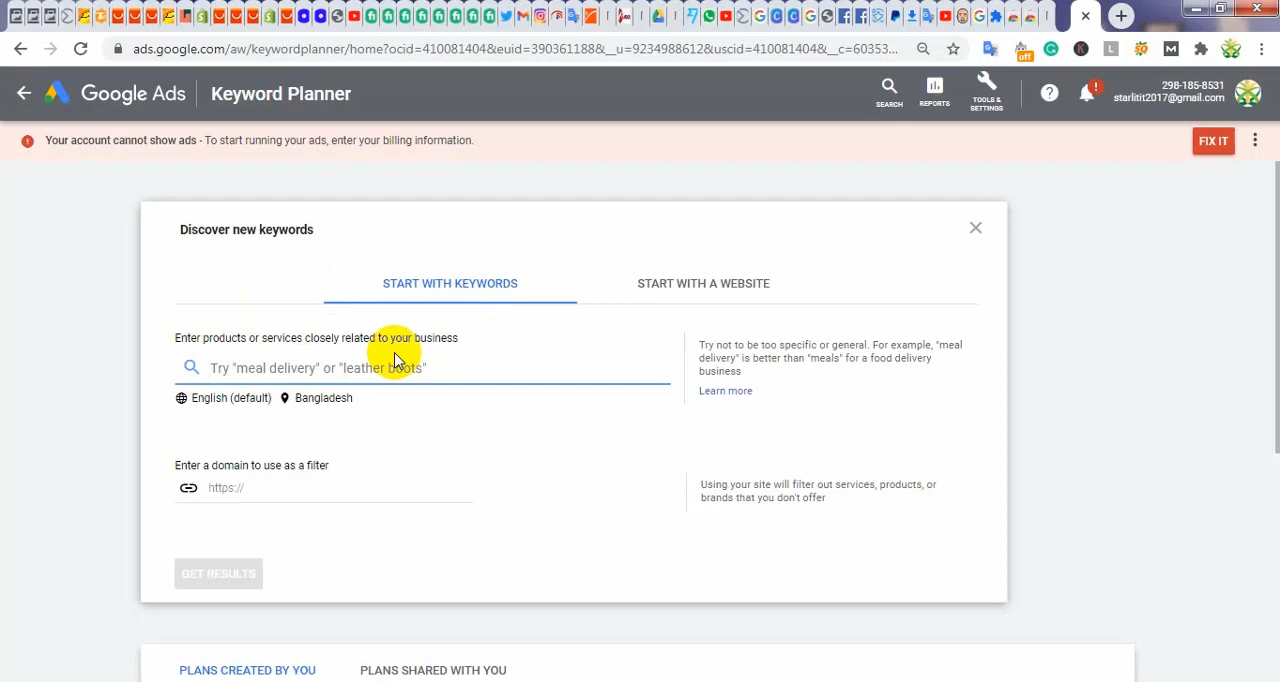 ads.google.com/aw/keywordplanner/home?ocid=410081404&euid=390361188&__u=9234988612&uscid=410081404&__c=60353...
off
Google Ads
Keyword Planner
SEARCH
REPORTS
TOOLS &
SETTINGS
298-185-8531
starlitit2017@gmail.com
Your account cannot show ads - To start running your ads, enter your billing information.
FIX IT
Discover new keywords
START WITH KEYWORDS
START WITH A WEBSITE
Enter products or services closely related to your business
Try "meal delivery" or "leather boots"
English (default)
Bangladesh
Try not to be too specific or general. For example, "meal
delivery" is better than "meals" for a food delivery
business
Learn more
Enter a domain to use as a filter
https://
Using your site will filter out services, products, or
brands that you don't offer
GET RESULTS
PLANS CREATED BY YOU
PLANS SHARED WITH YOU